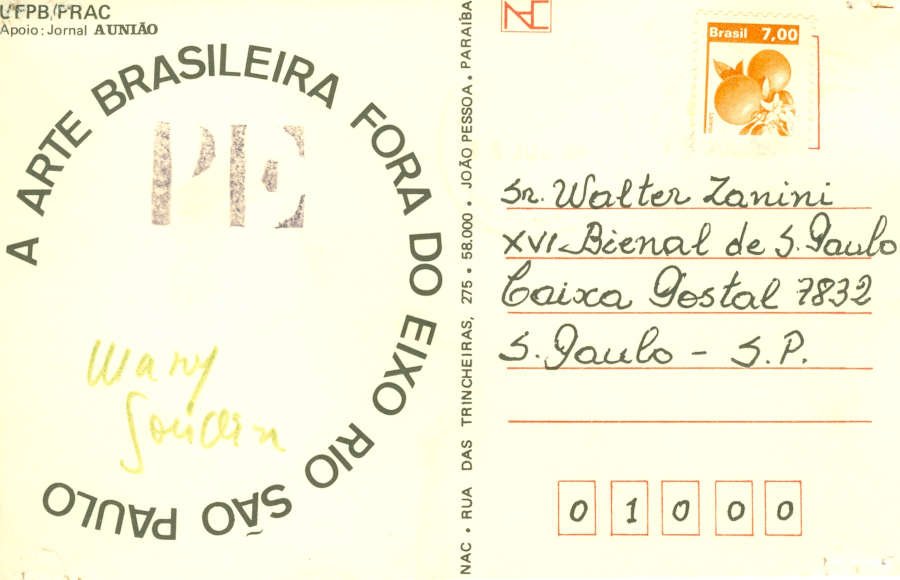 UFPB/PRAC
Apoio: Jornal A UNIÃO
A ARTE BRASILEIRA FORA DO EIXO RIO SÃO PAULO
PE
NAC • RUA DAS TRINCHEIRAS, 275 • 58.000 • JOÃO PESSOA • PARAÍBA
Brasil 7,00
Sr. Walter Zanini
XVI Bienal de S. Paulo
Caixa Postal 7832
S. Paulo - S.P.
0 1 0 0 0